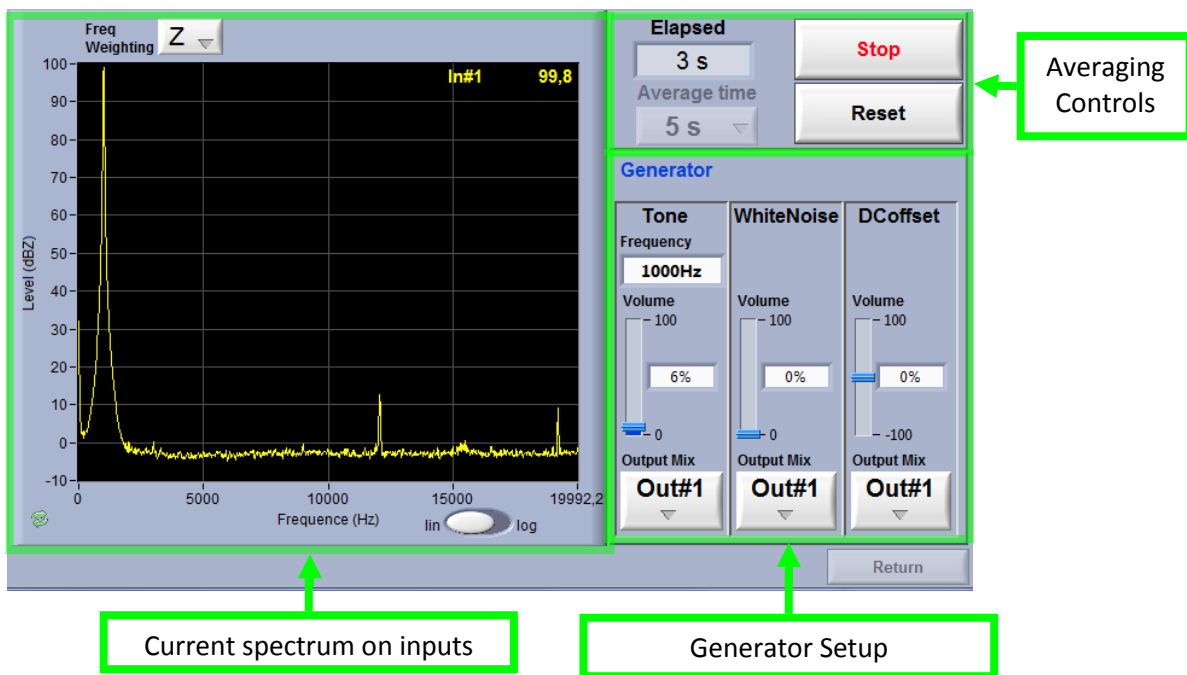 Freq
Weighting Z
In#1 99,8
100
90
80
70
60
50
40
30
20
10
0
-10
Level (dBZ)
0 5000 10000 15000 19992,2
Frequence (Hz)
lin log
Elapsed
3 s
Average time
5 s
Stop
Reset
Averaging
Controls
Generator
Tone
Frequency
1000Hz
Volume
100
6%
0
Output Mix
Out#1
WhiteNoise
Volume
100
0%
0
Output Mix
Out#1
DCoffset
Volume
100
0%
-100
Output Mix
Out#1
Return
Current spectrum on inputs
Generator Setup